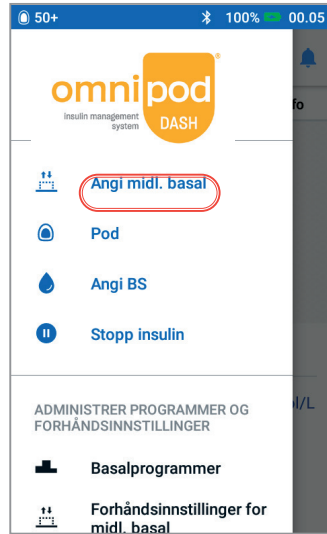 50+ 100% 00.05
omnipod
insulin management
system DASH
fo
Angi midl. basal
Pod
Angi BS
Stopp insulin
ol/L
ADMINISTRER PROGRAMMER OG
FORHÅNDSINNSTILLINGER
Basalprogrammer
Forhåndsinnstillinger for
midl. basal